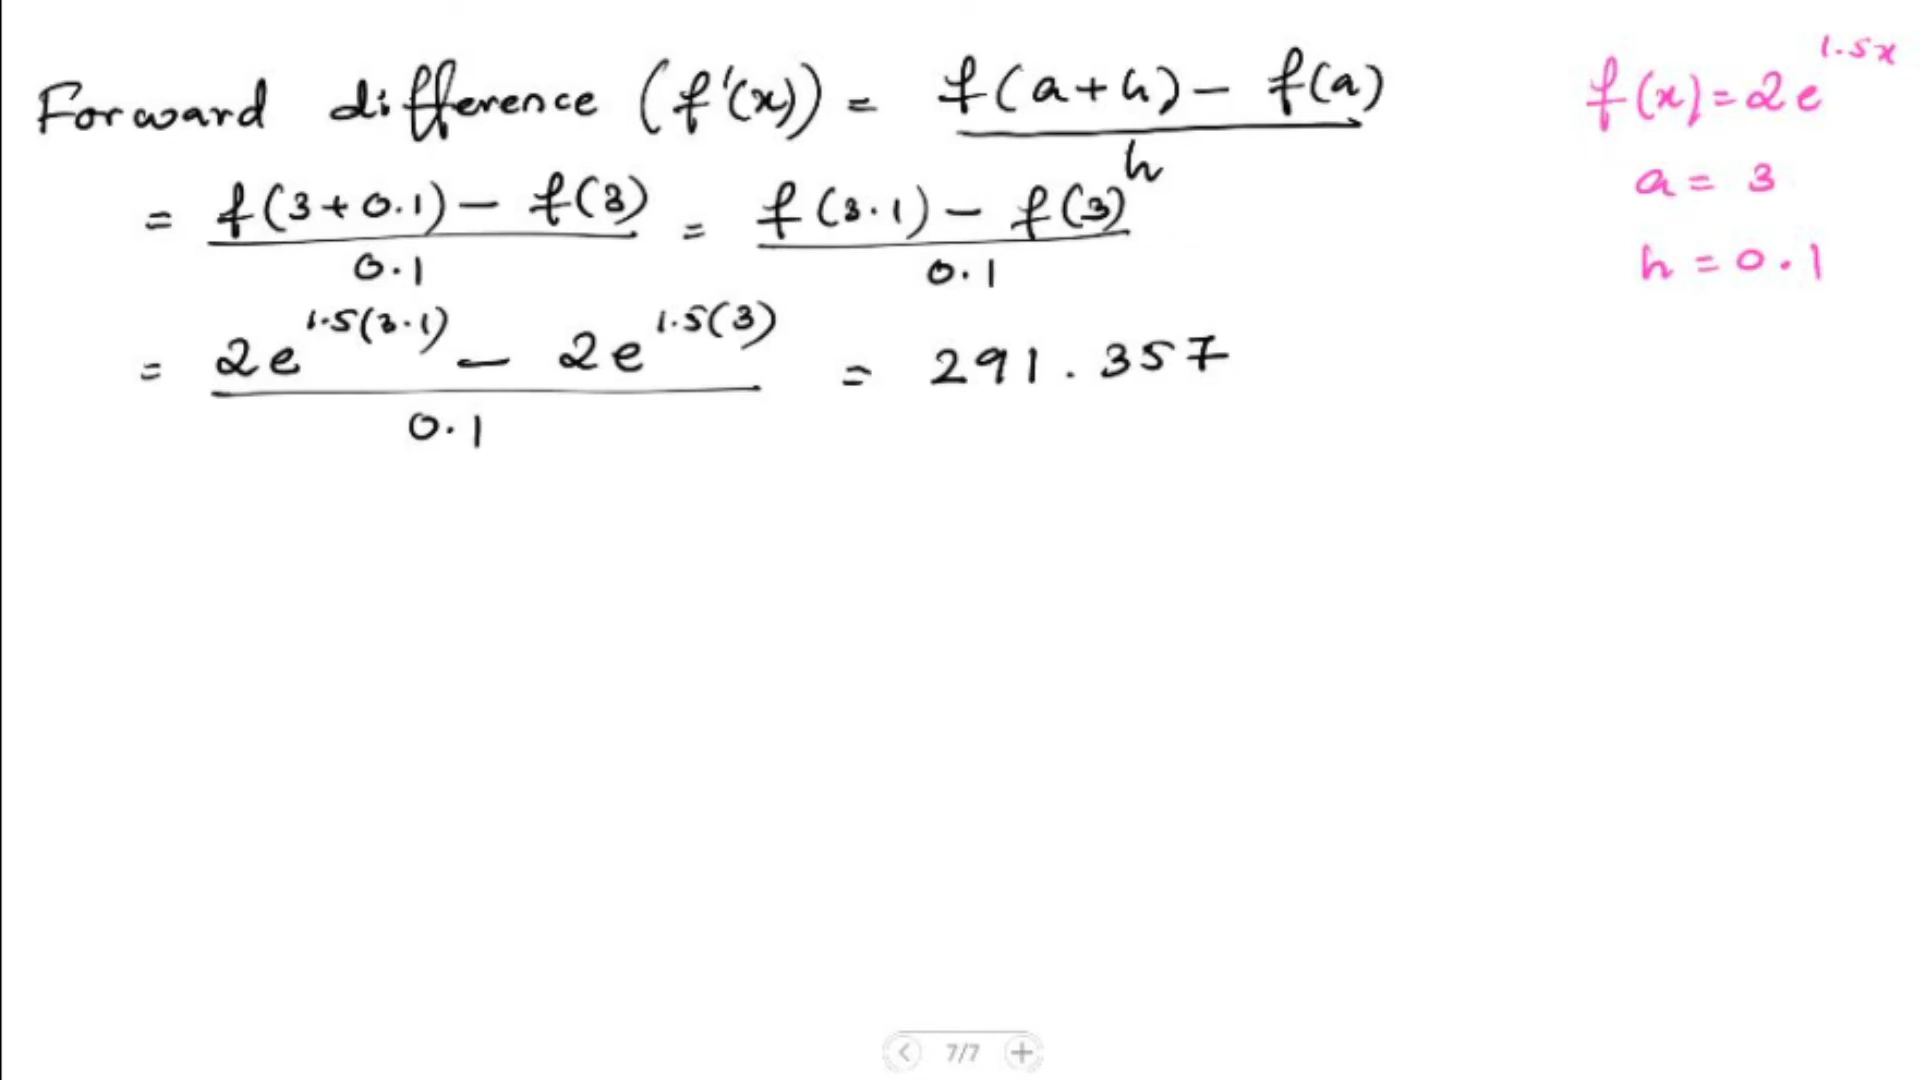 Forward difference (f'(x)) = f(a+h) - f(a) / h
f(x) = 2e^1.5x
a = 3
= f(3+0.1) - f(3) / 0.1 = f(3.1) - f(3) / 0.1
h = 0.1
= 2e^1.5(3.1) - 2e^1.5(3) / 0.1 = 291.357
7/7